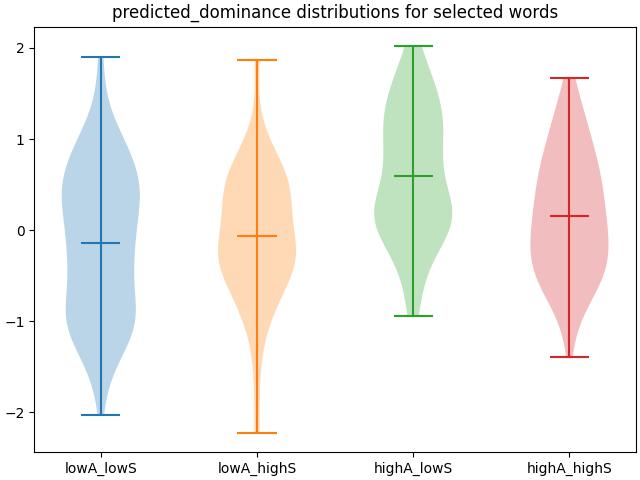 predicted_dominance distributions for selected words
2
1
0
−1
−2
lowA_lowS lowA_highS highA_lowS highA_highS